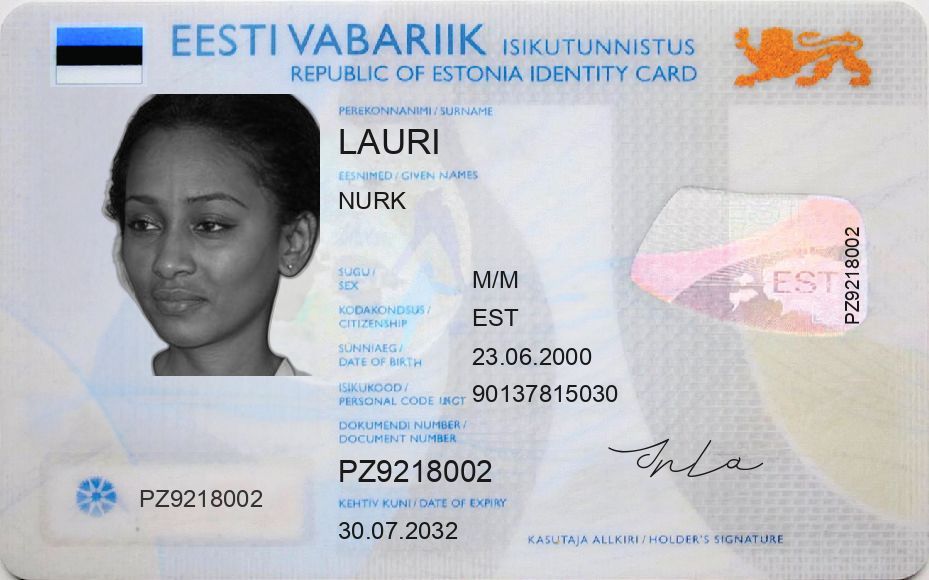 EESTI VABARIIK ISIKUTUNNISTUS
REPUBLIC OF ESTONIA IDENTITY CARD
PEREKONNANIMI / SURNAME
LAURI
EESNIMED / GIVEN NAMES
NURK
SUGU /
SEX
M/M
KODAKONDSUS /
CITIZENSHIP
EST
SÜNNIAEG /
DATE OF BIRTH
23.06.2000
ISIKUKOOD /
PERSONAL CODE
90137815030
DOKUMENDI NUMBER /
DOCUMENT NUMBER
PZ9218002
KEHTIV KUNI / DATE OF EXPIRY
30.07.2032
PZ9218002
EST
PZ9218002
KASUTAJA ALLKIRI / HOLDER'S SIGNATURE